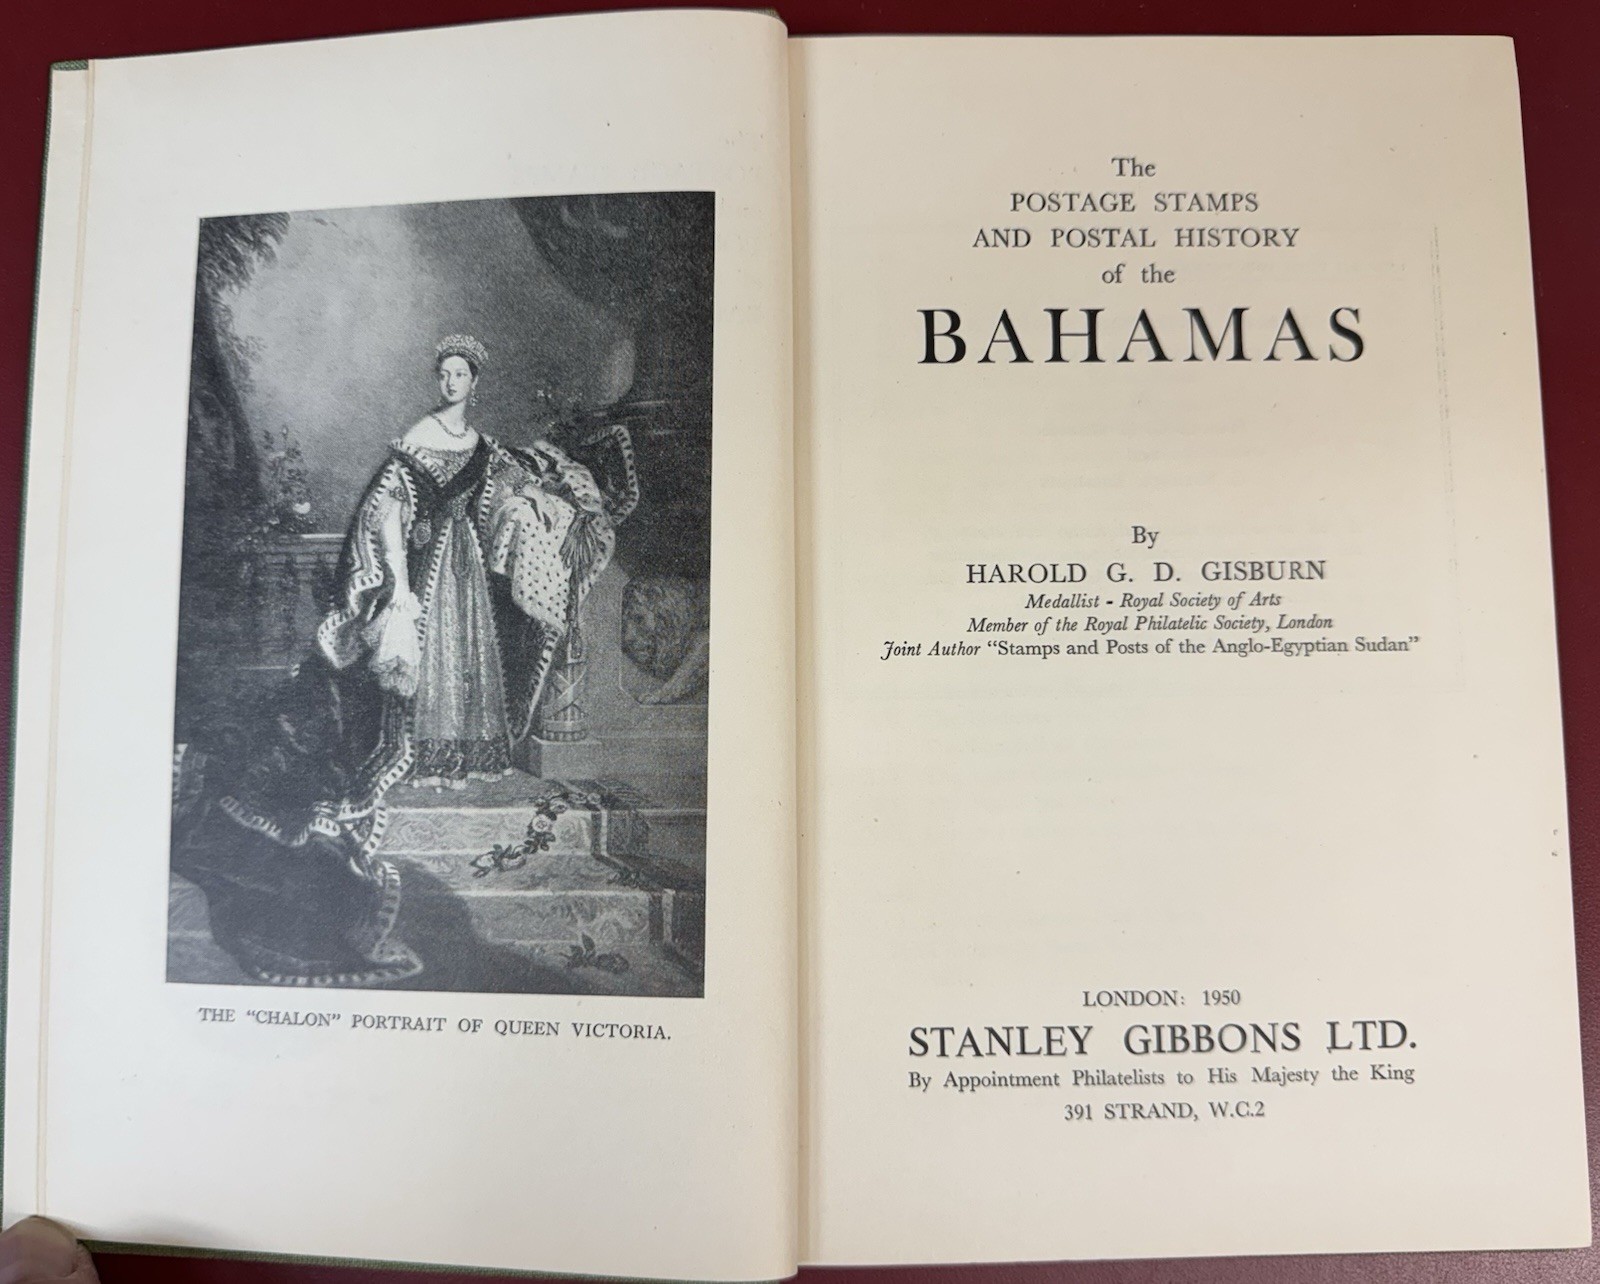 THE "CHALON" PORTRAIT OF QUEEN VICTORIA.
The
POSTAGE STAMPS
AND POSTAL HISTORY
of the
BAHAMAS
By
HAROLD G. D. GISBURN
Medallist - Royal Society of Arts
Member of the Royal Philatelic Society, London
Joint Author "Stamps and Posts of the Anglo-Egyptian Sudan"
LONDON: 1950
STANLEY GIBBONS LTD.
By Appointment Philatelists to His Majesty the King
391 STRAND, W.C.2